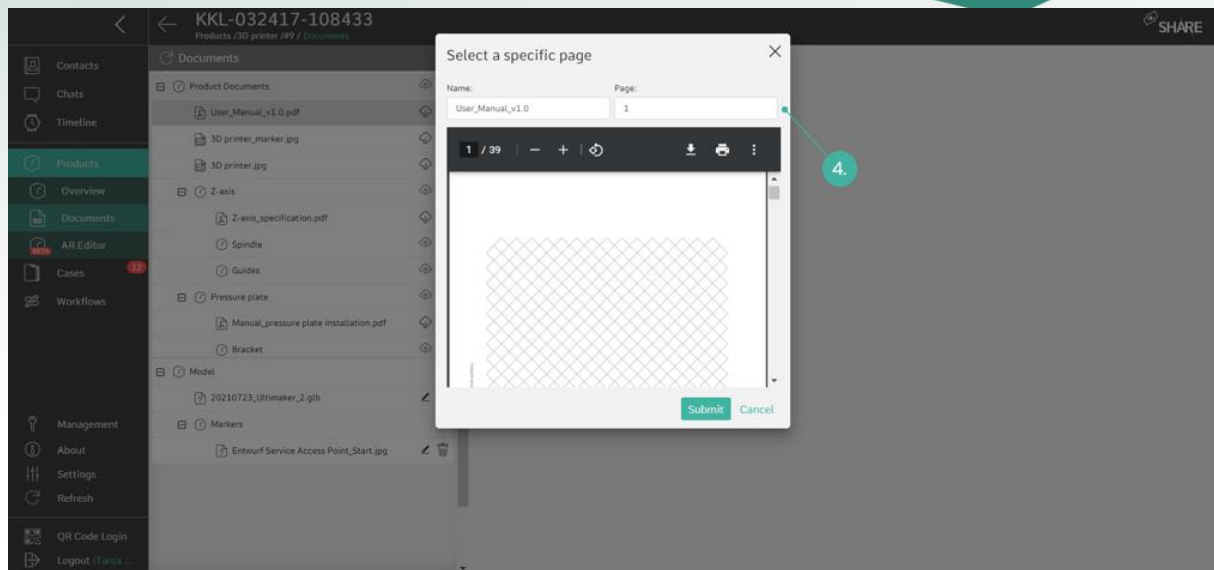 KKL-032417-108433
Products /3D printer /#9 / Documents
SHARE
Contacts
Chats
Timeline
Products
Overview
Documents
BETA
AR Editor
Cases
12
Workflows
Management
About
Settings
Refresh
QR Code Login
Logout (Tanja ...
Documents
Product Documents
User_Manual_v1.0.pdf
3D printer_marker.jpg
3D printer.jpg
Z-axis
Z-axis_specification.pdf
Spindle
Guides
Pressure plate
Manual_pressure plate installation.pdf
Bracket
Model
20210723_Ultimaker_2.glb
Markers
Entwurf Service Access Point_Start.jpg
Select a specific page
Name:
Page:
User_Manual_v1.0
1
1 / 39
Submit
Cancel
4.